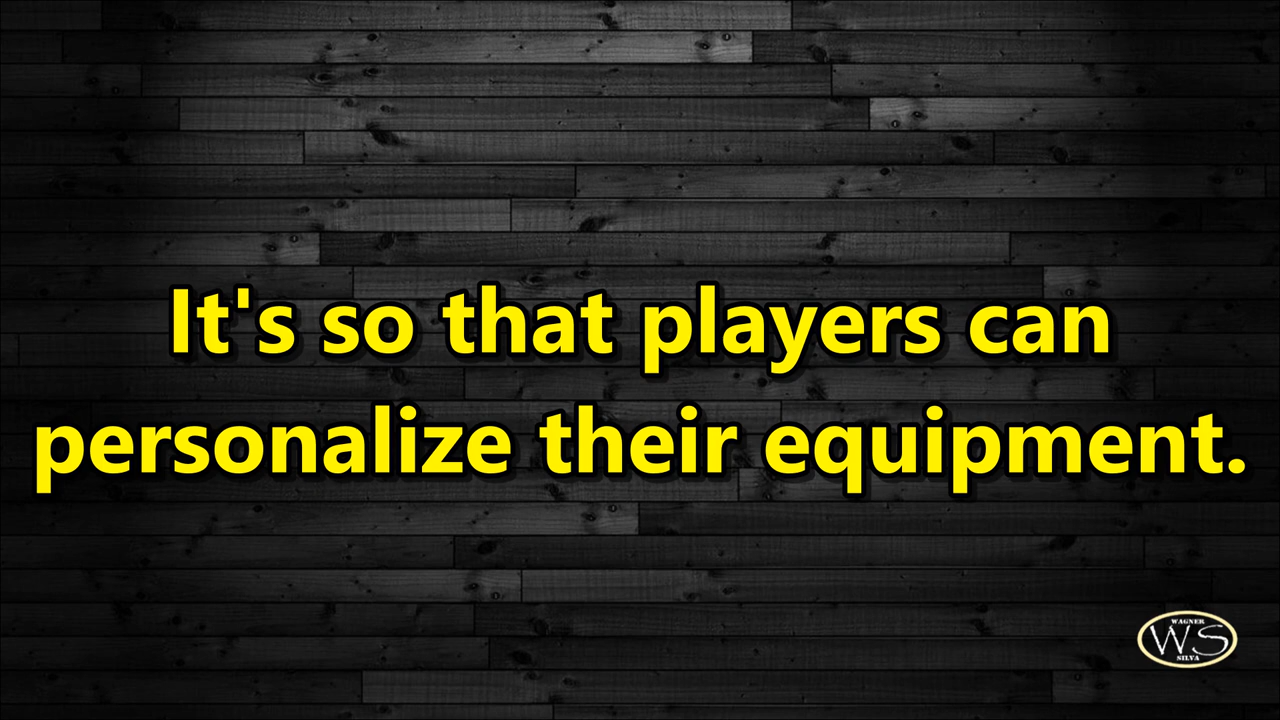 It's so that players can
personalize their equipment.
WAGNER
WS
SILVA